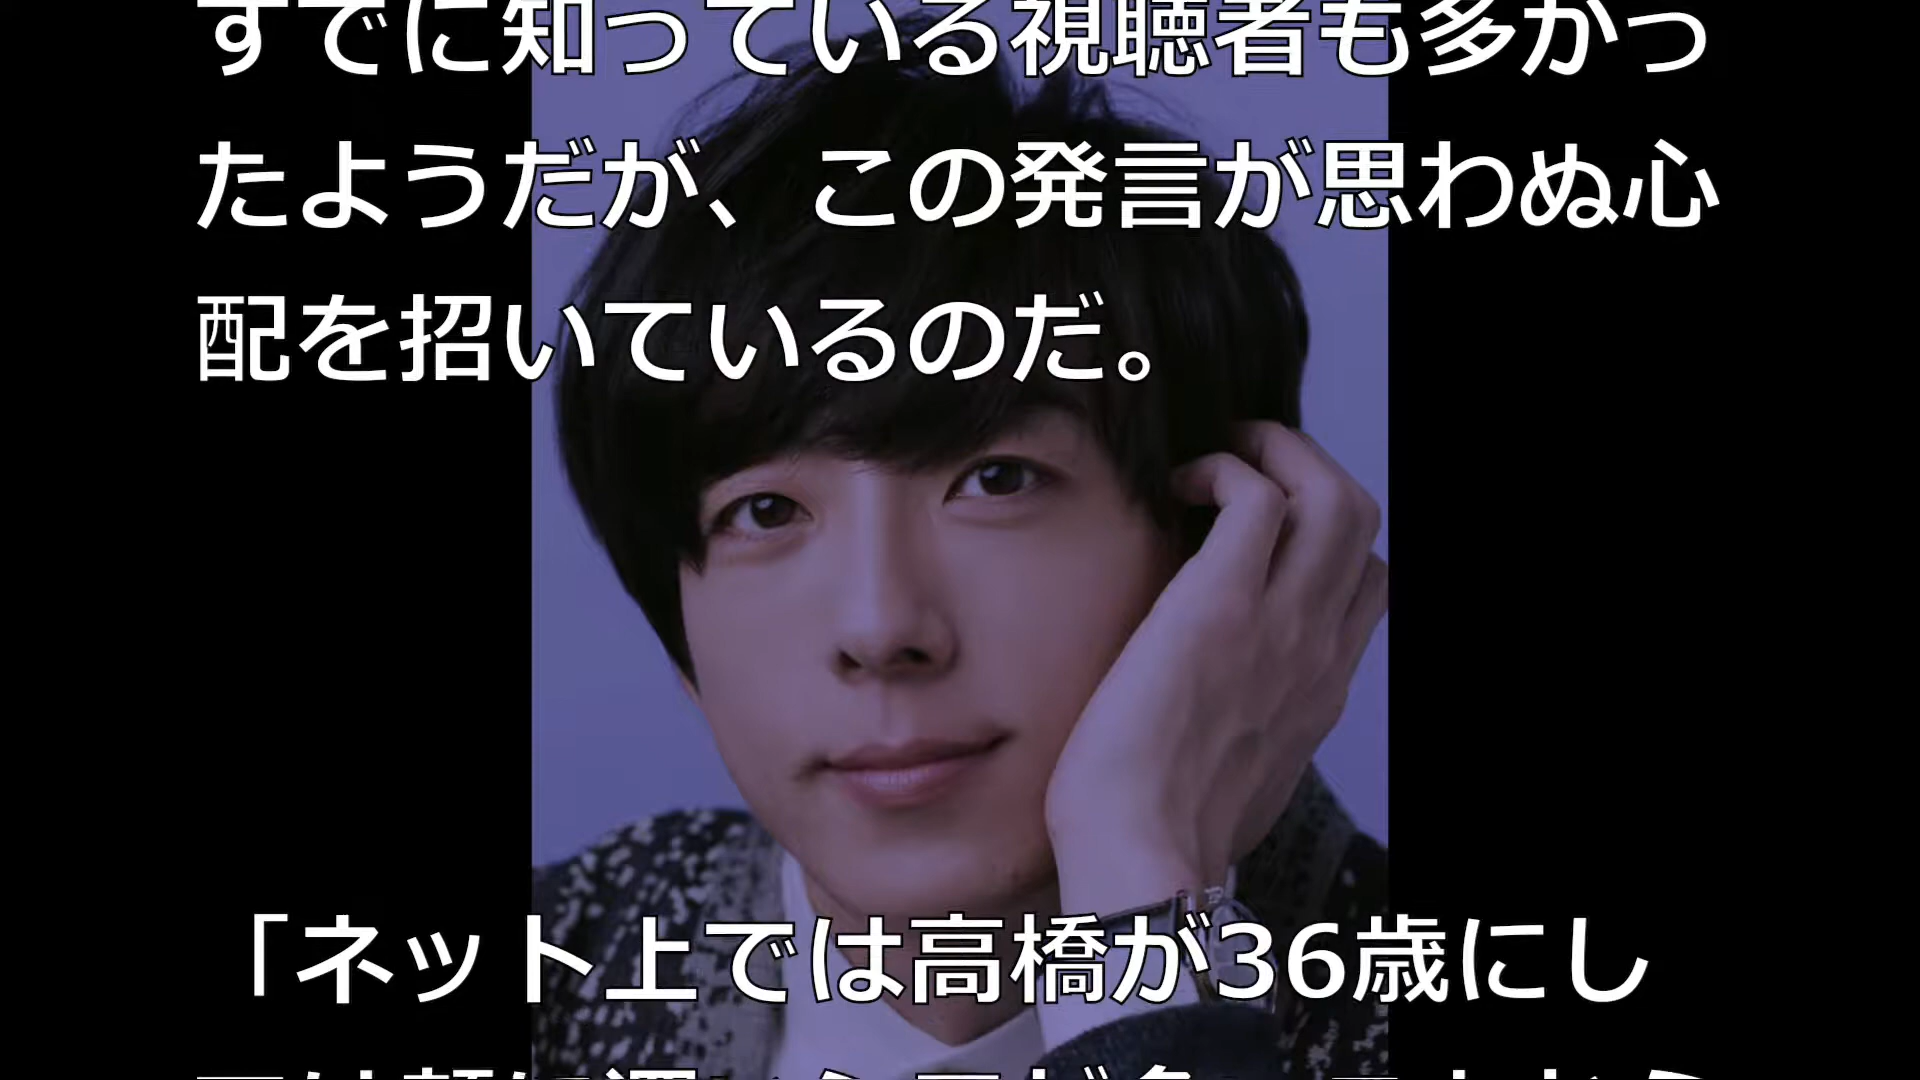 すでに知っている視聴者も多かっ
たようだが、この発言が思わぬ心
配を招いているのだ。
「ネット上では高橋が36歳にし